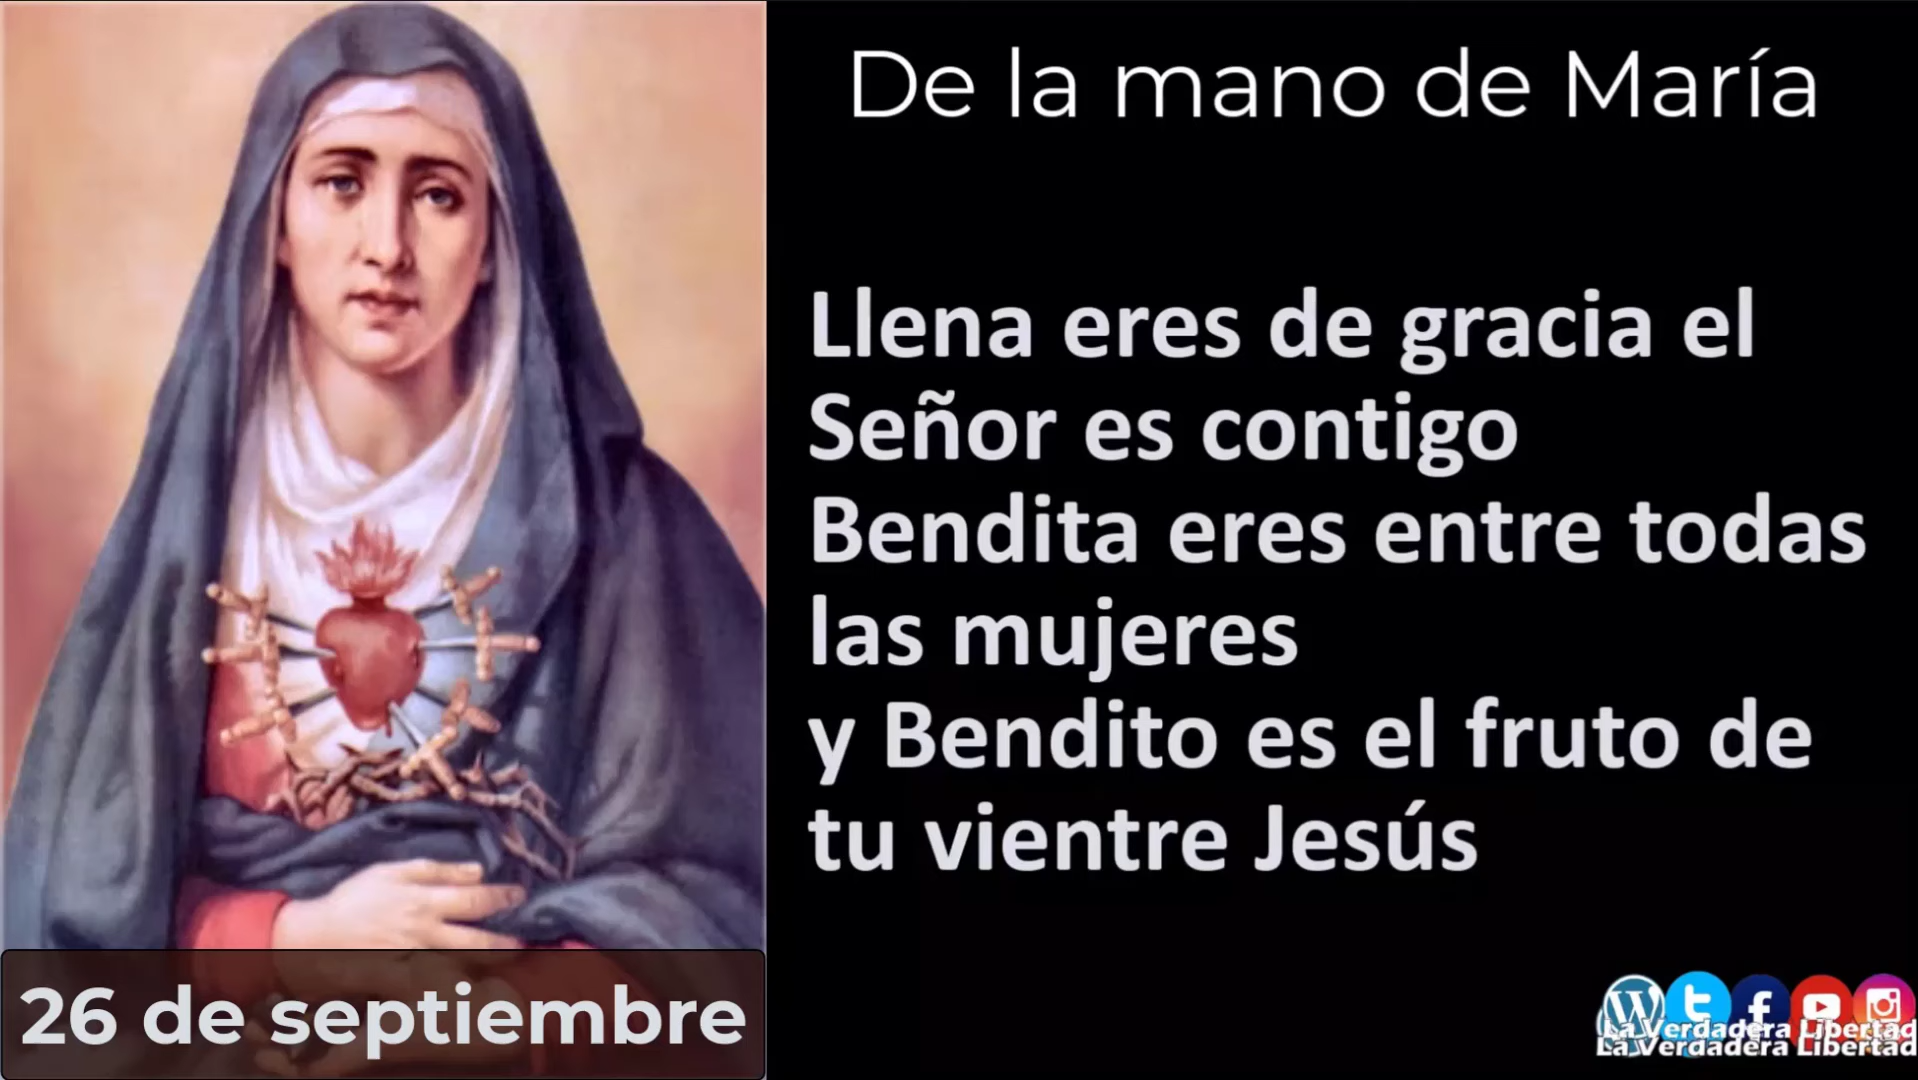 De la mano de María
Llena eres de gracia el
Señor es contigo
Bendita eres entre todas
las mujeres
y Bendito es el fruto de
tu vientre Jesús
26 de septiembre
La Verdadera Libertad
La Verdadera Libertad